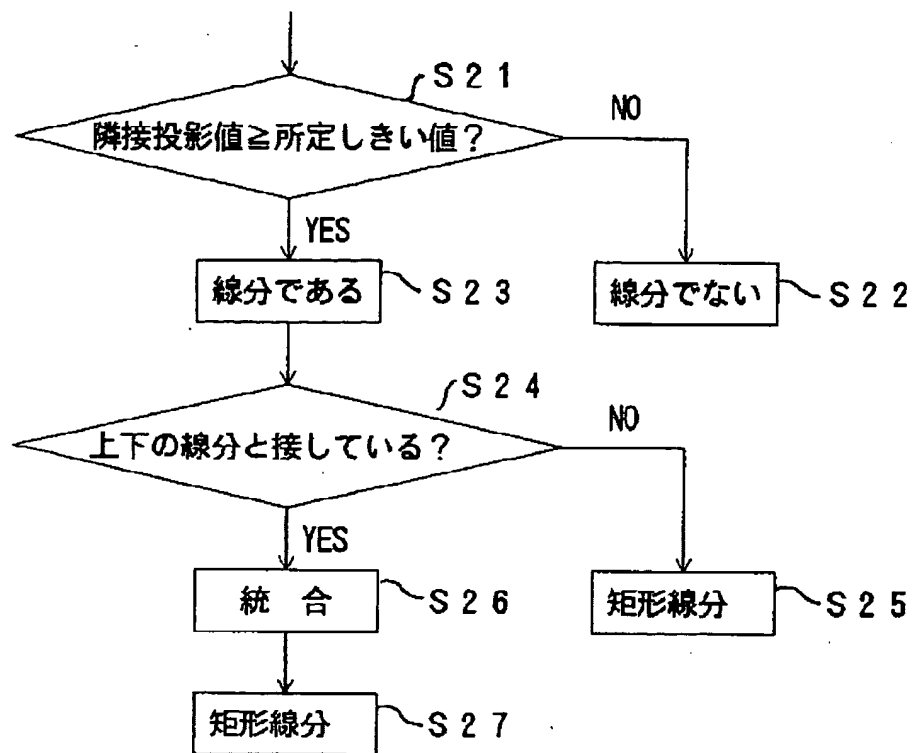 S21
隣接投影値≧所定しきい値？
NO
YES
線分である
S23
線分でない
S22
S24
上下の線分と接している？
NO
YES
統 合
S26
矩形線分
S25
矩形線分
S27